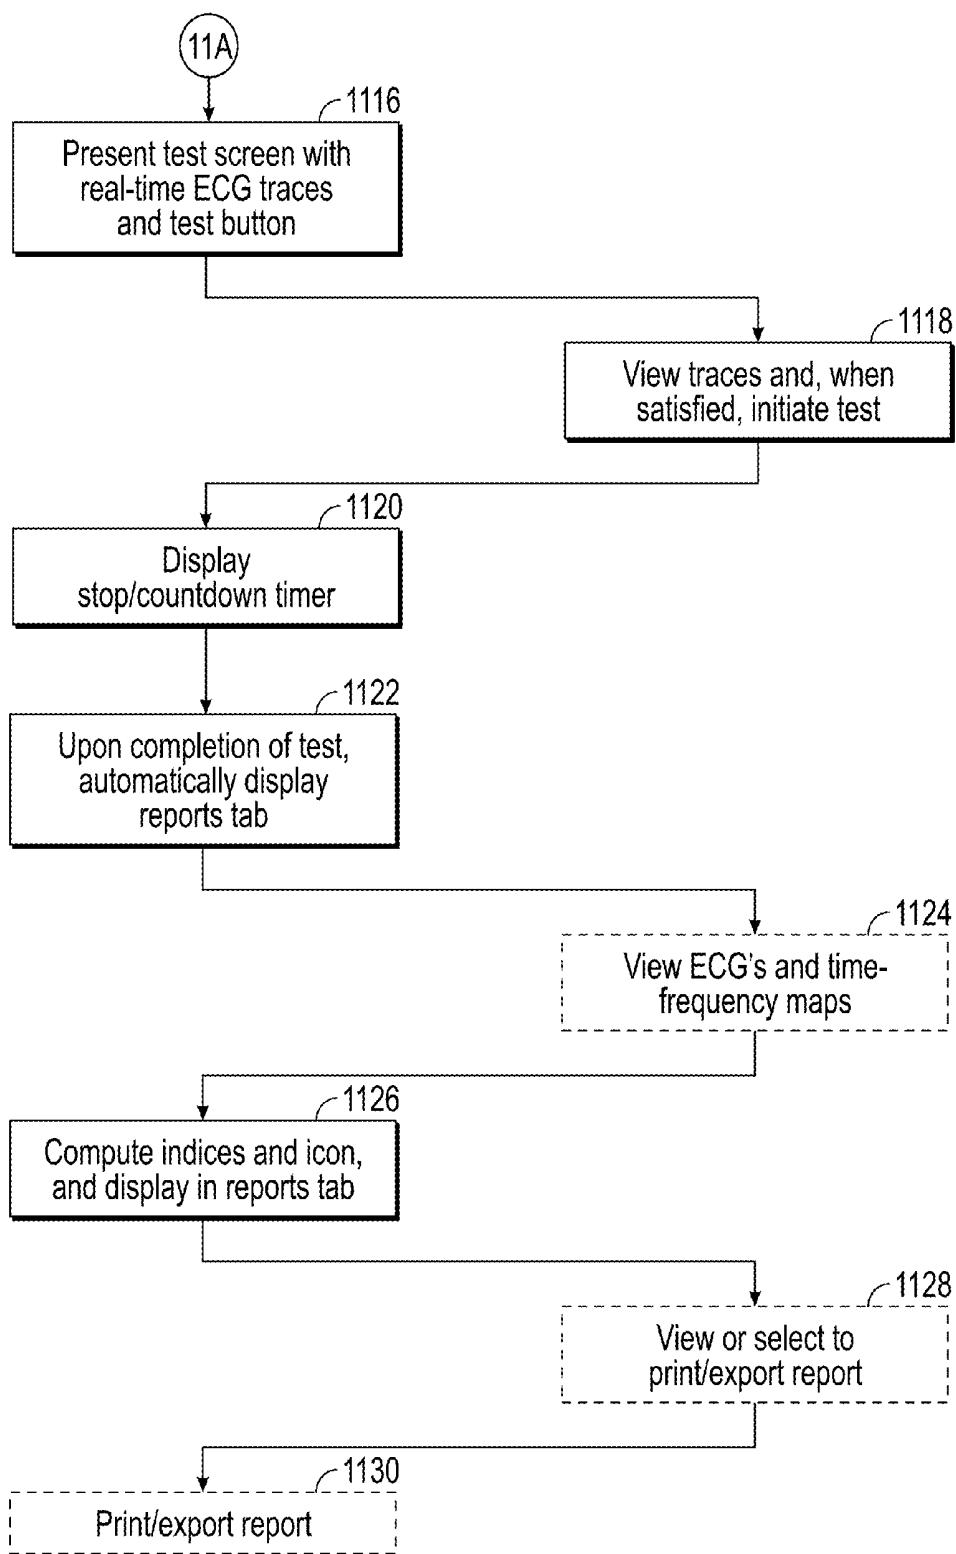 11A
1116
Present test screen with
real-time ECG traces
and test button
1118
View traces and, when
satisfied, initiate test
1120
Display
stop/countdown timer
1122
Upon completion of test,
automatically display
reports tab
1124
View ECG's and time-
frequency maps
1126
Compute indices and icon,
and display in reports tab
1128
View or select to
print/export report
1130
Print/export report